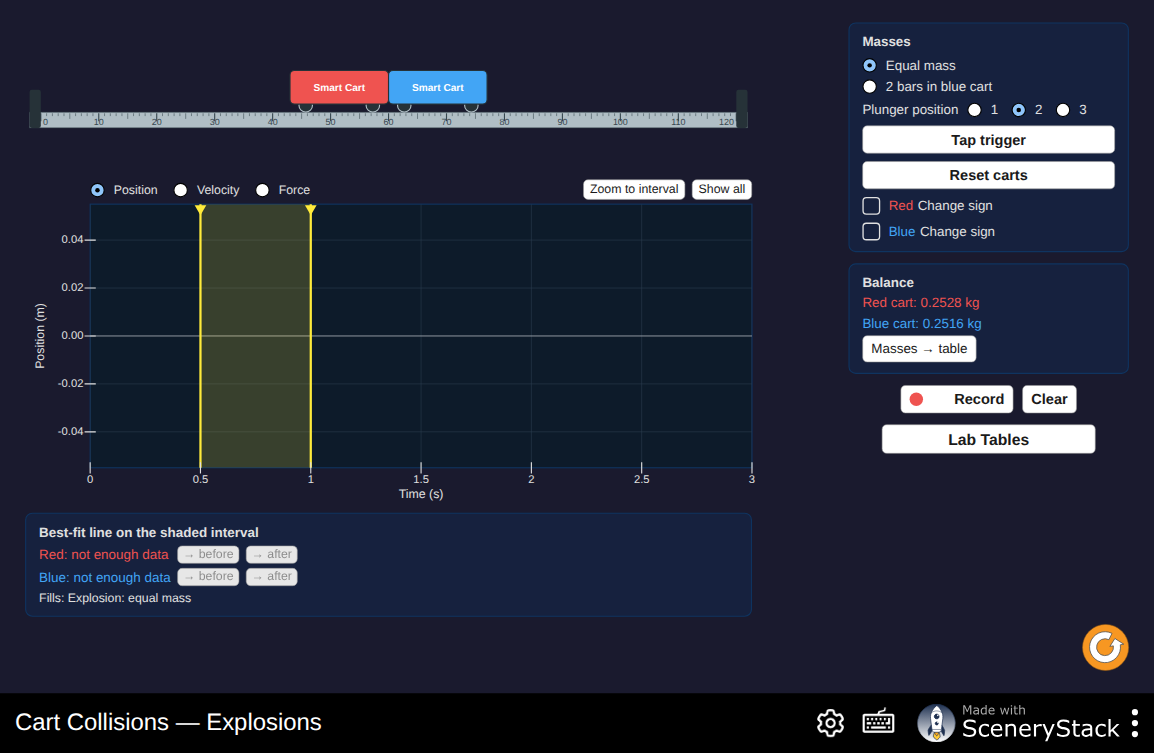 Masses
Equal mass
2 bars in blue cart
Plunger position 1 2 3
Tap trigger
Reset carts
Red Change sign
Blue Change sign
Smart Cart Smart Cart
0 10 20 30 40 50 60 70 80 90 100 110 120
Position Velocity Force Zoom to interval Show all
0.04
0.02
0.00
-0.02
-0.04
Position (m)
0 0.5 1 1.5 2 2.5 3
Time (s)
Balance
Red cart: 0.2528 kg
Blue cart: 0.2516 kg
Masses → table
Record Clear
Lab Tables
Best-fit line on the shaded interval
Red: not enough data → before → after
Blue: not enough data → before → after
Fills: Explosion: equal mass
Cart Collisions — Explosions
Made with
SceneryStack